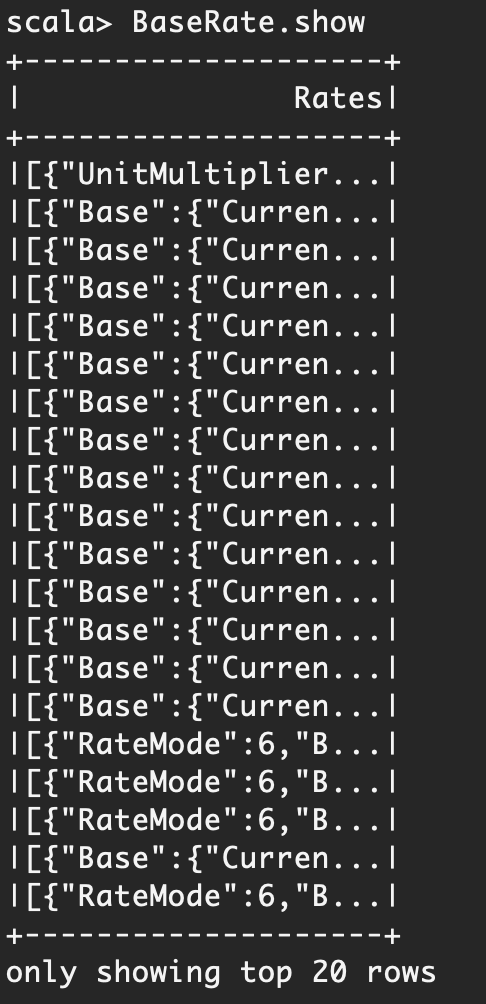 scala> BaseRate.show
+--------------------+
|               Rates|
+--------------------+
|[{"UnitMultiplier...|
|[{"Base":{"Curren...|
|[{"Base":{"Curren...|
|[{"Base":{"Curren...|
|[{"Base":{"Curren...|
|[{"Base":{"Curren...|
|[{"Base":{"Curren...|
|[{"Base":{"Curren...|
|[{"Base":{"Curren...|
|[{"Base":{"Curren...|
|[{"Base":{"Curren...|
|[{"Base":{"Curren...|
|[{"Base":{"Curren...|
|[{"Base":{"Curren...|
|[{"Base":{"Curren...|
|[{"RateMode":6,"B...|
|[{"RateMode":6,"B...|
|[{"RateMode":6,"B...|
|[{"Base":{"Curren...|
|[{"RateMode":6,"B...|
+--------------------+
only showing top 20 rows